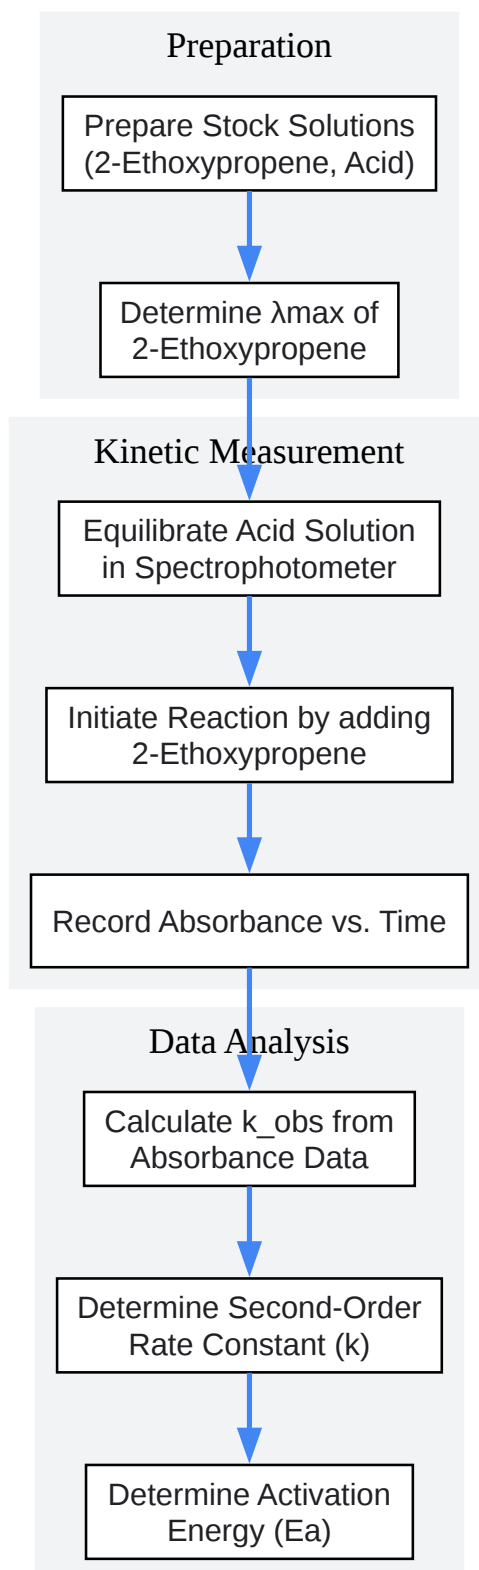 Preparation
Prepare Stock Solutions
(2-Ethoxypropene, Acid)
Determine λmax of
2-Ethoxypropene
Kinetic Measurement
Equilibrate Acid Solution
in Spectrophotometer
Initiate Reaction by adding
2-Ethoxypropene
Record Absorbance vs. Time
Data Analysis
Calculate k_obs from
Absorbance Data
Determine Second-Order
Rate Constant (k)
Determine Activation
Energy (Ea)